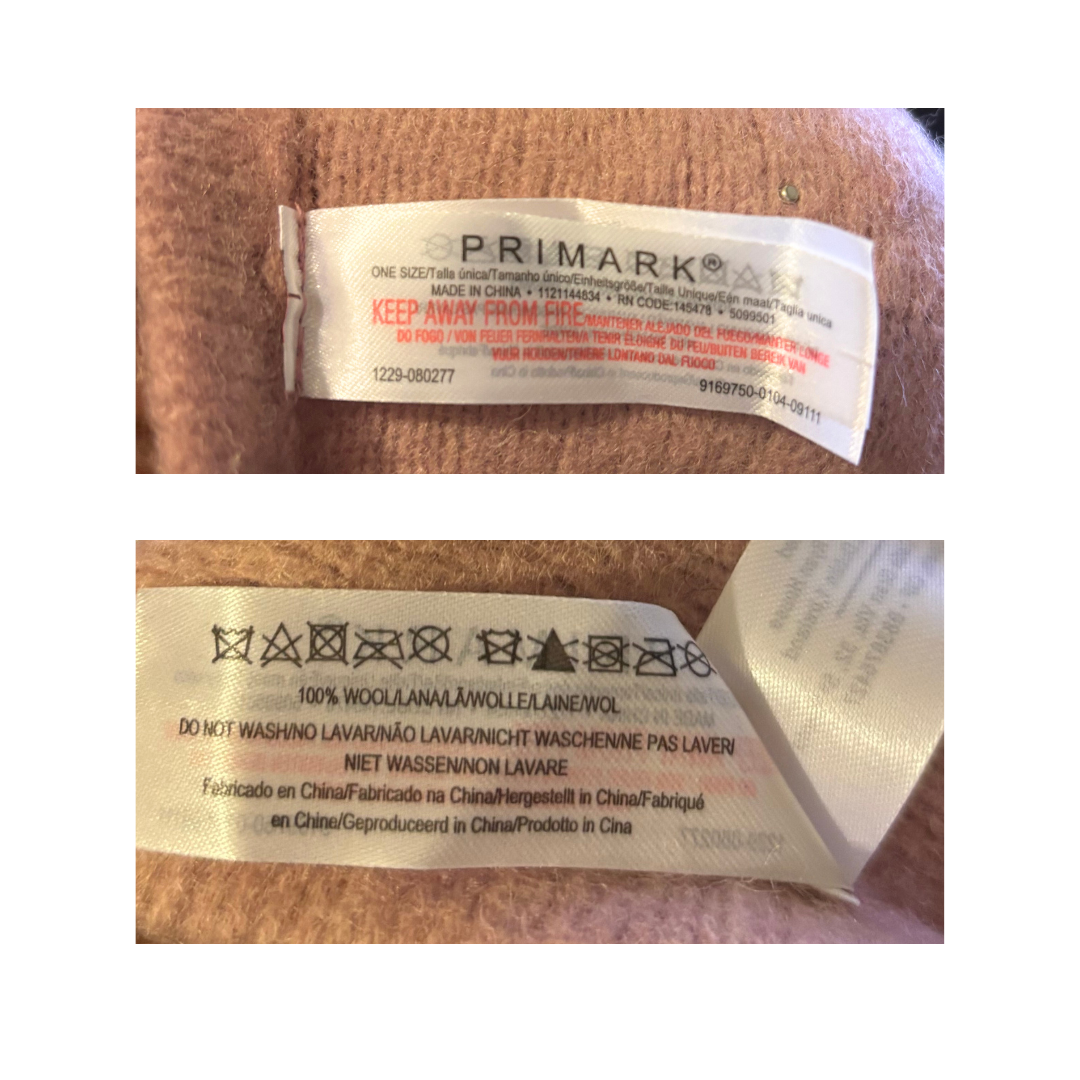 PRIMARK®
ONE SIZE/Talla única/Tamanho único/Einheitsgröße/Taille Unique/Eén maat/Taglia unica
MADE IN CHINA • 1121144834 • RN CODE:145478 • 5099501
KEEP AWAY FROM FIRE/MANTENER ALEJADO DEL FUEGO/MANTER LONGE
DO FOGO / VON FEUER FERNHALTEN/A TENIR ÉLOIGNÉ DU FEU/BUITEN BEREIK VAN
VUUR HOUDEN/TENERE LONTANO DAL FUOCO
1229-080277
9169750-0104-09111
100% WOOL/LANA/LÃ/WOLLE/LAINE/WOL
DO NOT WASH/NO LAVAR/NÃO LAVAR/NICHT WASCHEN/NE PAS LAVER/
NIET WASSEN/NON LAVARE
Fabricado en China/Fabricado na China/Hergestellt in China/Fabriqué
en Chine/Geproduceerd in China/Prodotto in Cina